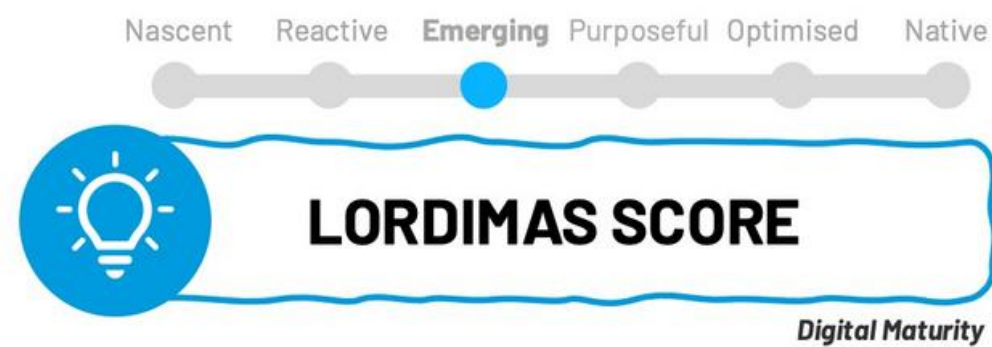 Nascent Reactive Emerging Purposeful Optimised Native
LORDIMAS SCORE
Digital Maturity